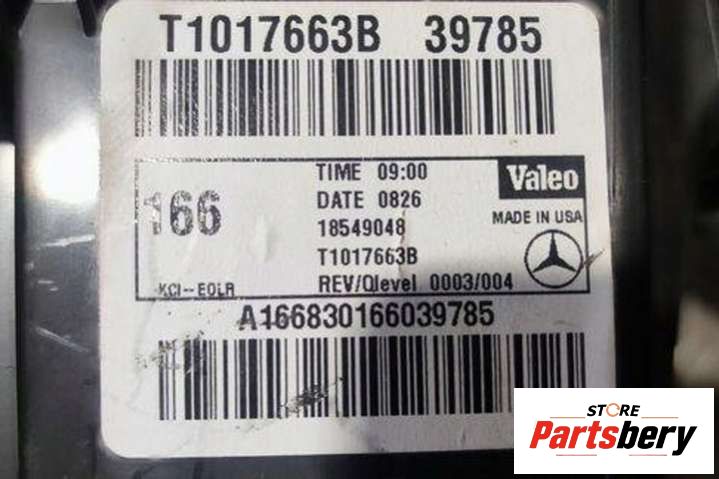 T1017663B 39785
TIME 09:00
Valeo
166
DATE 0826
MADE IN USA
18549048
T1017663B
KCI-EOLR
REV/Qlevel 0003/004
A166830166039785
STORE
Partsbery